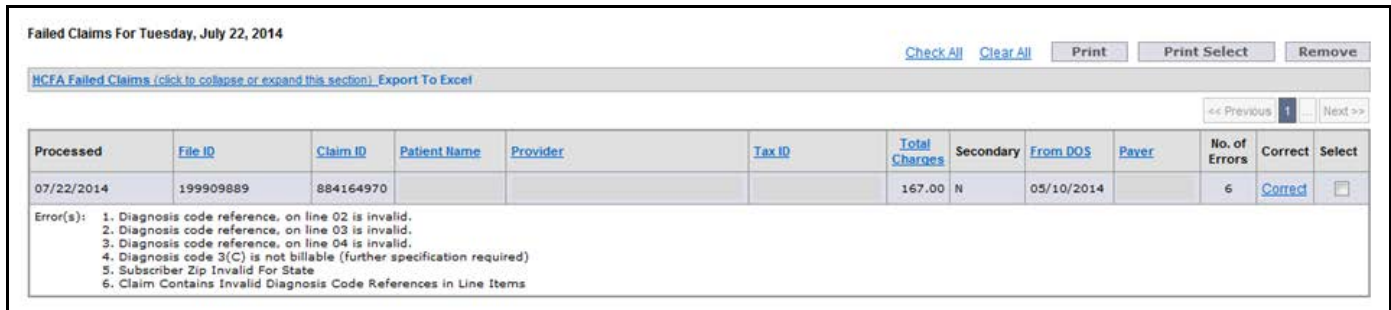 Failed Claims For Tuesday, July 22, 2014
Check All Clear All Print Print Select Remove
HCFA Failed Claims (click to collapse or expand this section) Export To Excel
<< Previous 1 ... Next >>
Processed File ID Claim ID Patient Name Provider Tax ID Total Charges Secondary From DOS Payer No. of Errors Correct Select
07/22/2014 199909889 884164970 167.00 N 05/10/2014 6 Correct
Error(s): 1. Diagnosis code reference, on line 02 is invalid.
2. Diagnosis code reference, on line 03 is invalid.
3. Diagnosis code reference, on line 04 is invalid.
4. Diagnosis code 3(C) is not billable (further specification required)
5. Subscriber Zip Invalid For State
6. Claim Contains Invalid Diagnosis Code References in Line Items